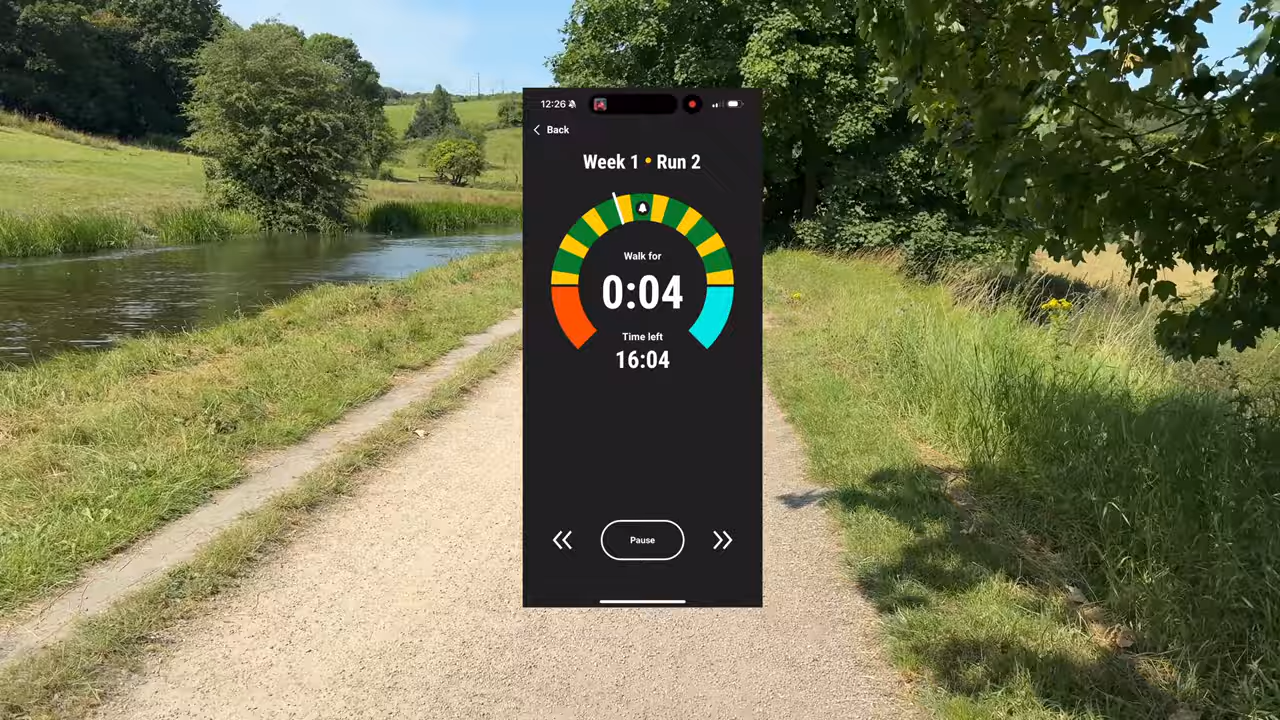 12:26
Back
Week 1 • Run 2
Walk for
0:04
Time left
16:04
Pause